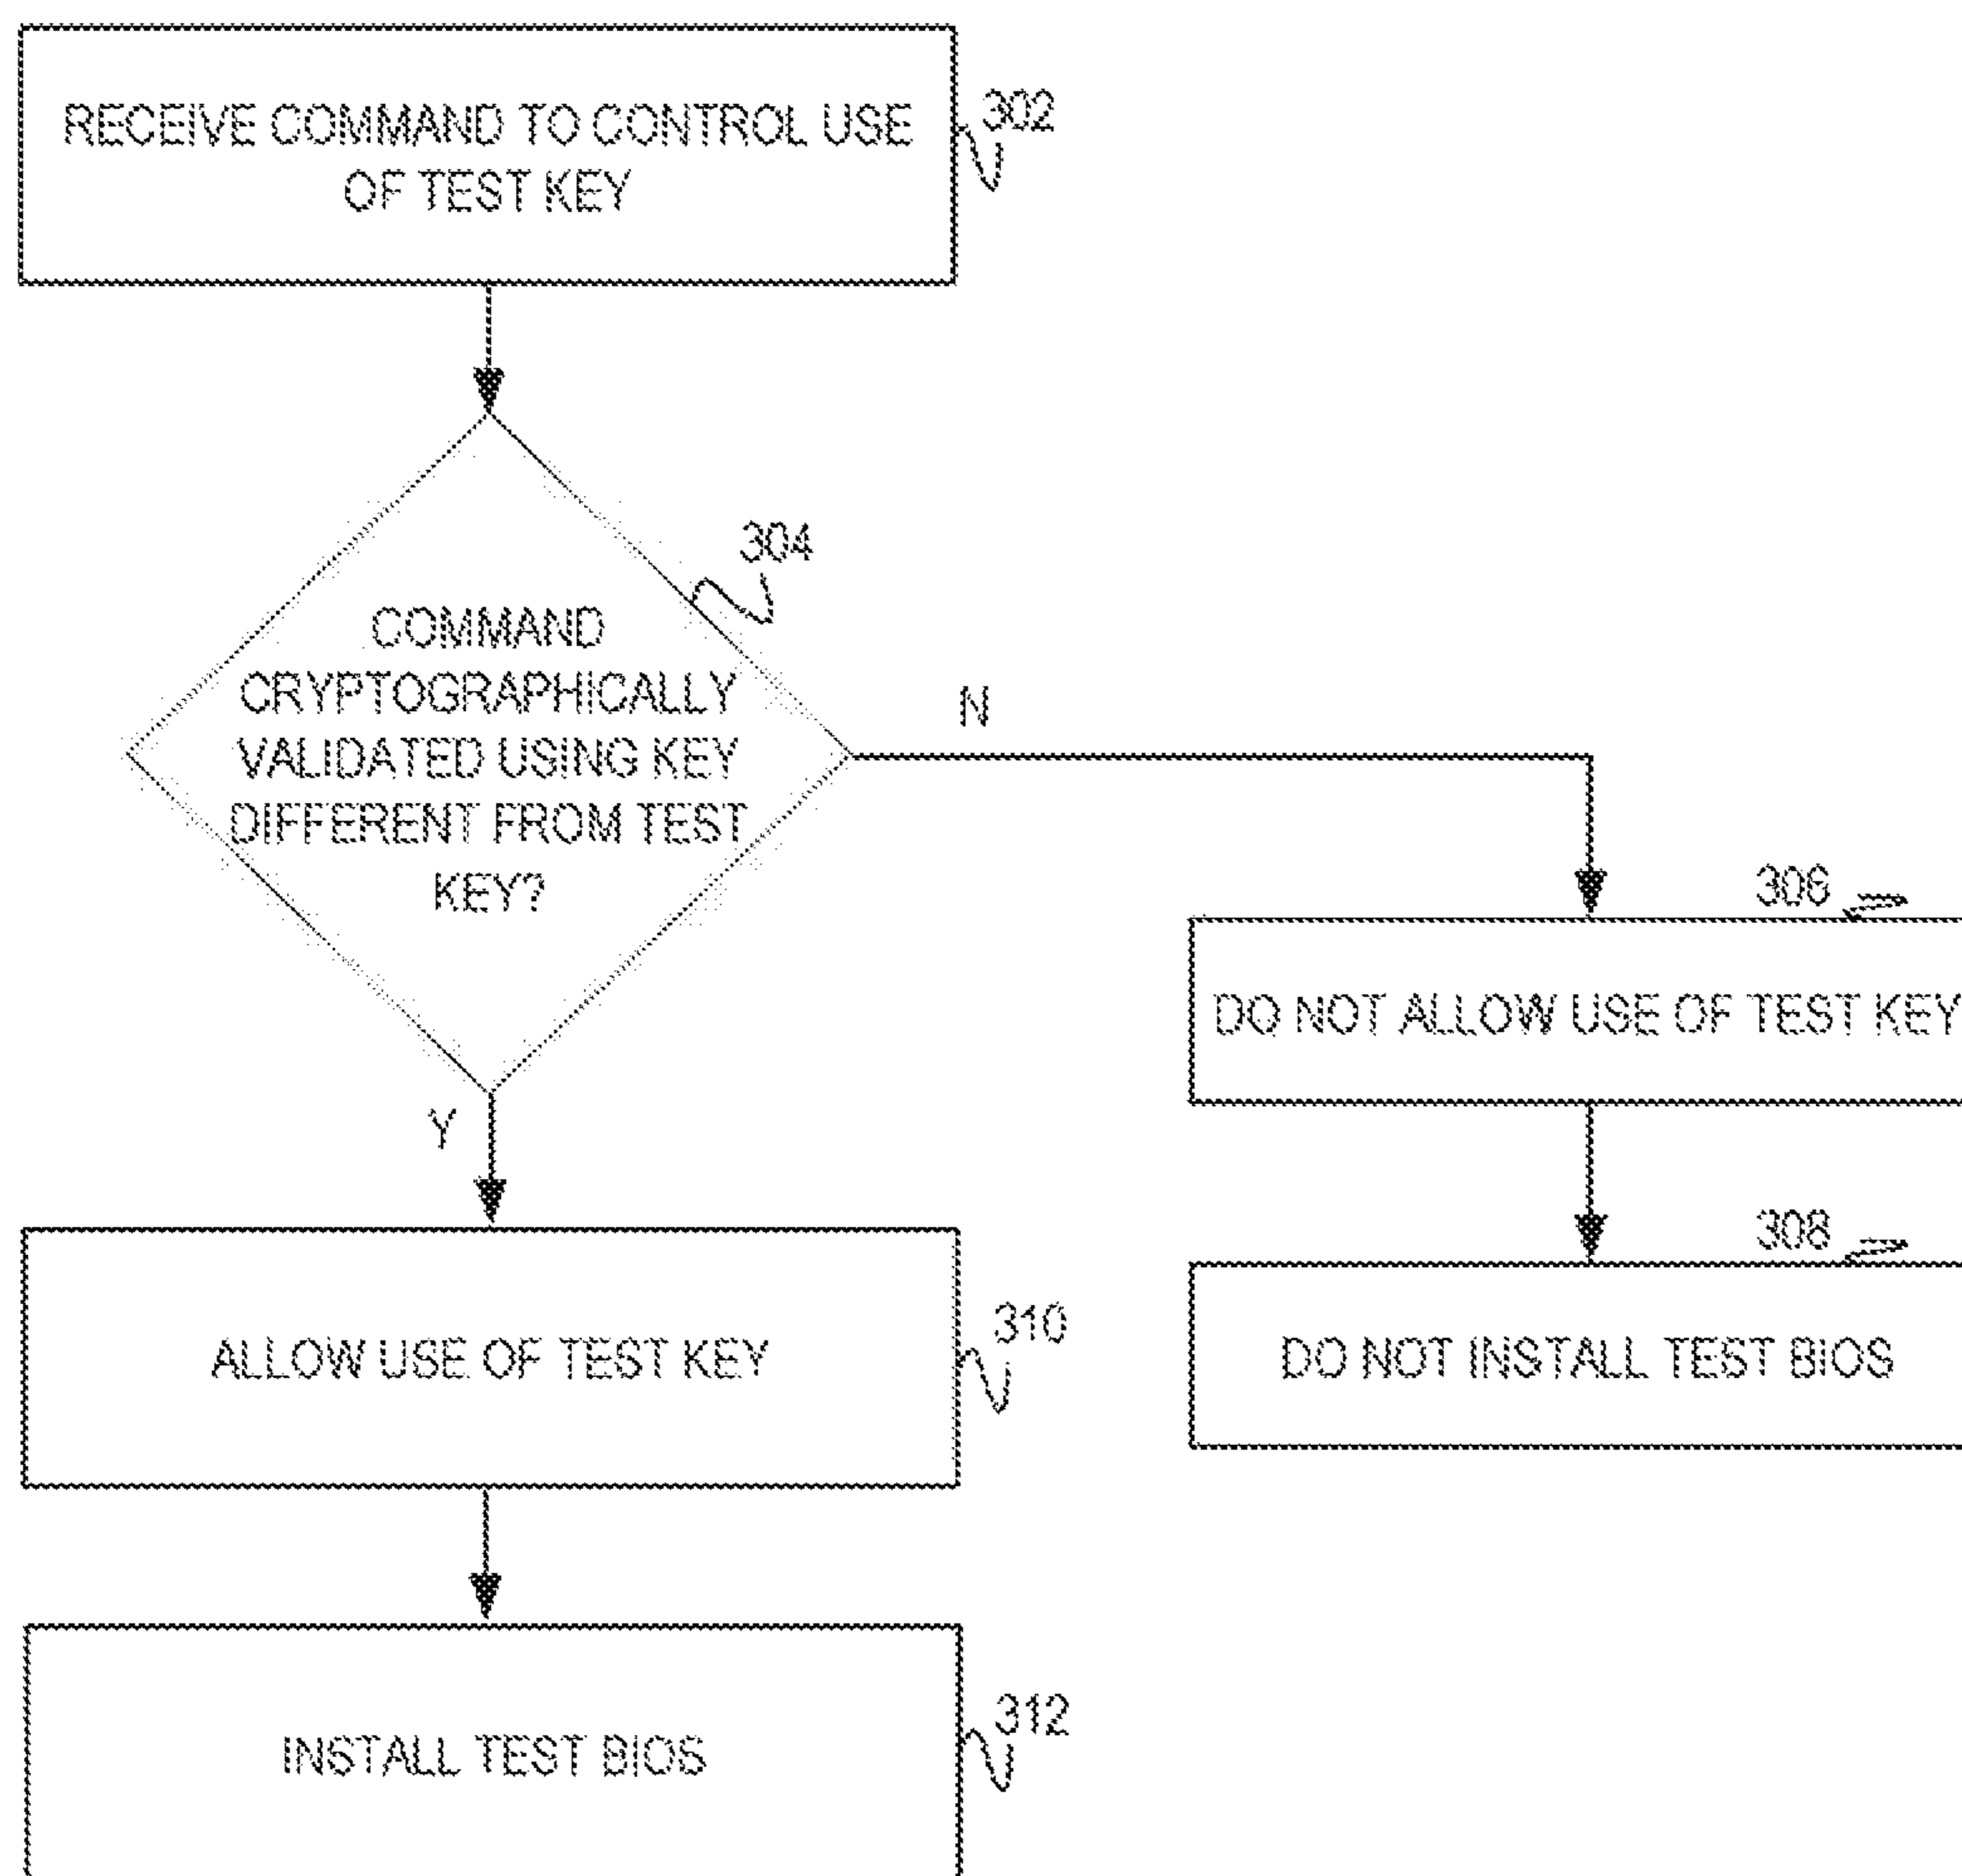 RECEIVE COMMAND TO CONTROL USE
OF TEST KEY
302
304
COMMAND
CRYPTOGRAPHICALLY
VALIDATED USING KEY
DIFFERENT FROM TEST
KEY?
N
Y
306
DO NOT ALLOW USE OF TEST KEY
308
DO NOT INSTALL TEST BIOS
ALLOW USE OF TEST KEY
310
INSTALL TEST BIOS
312